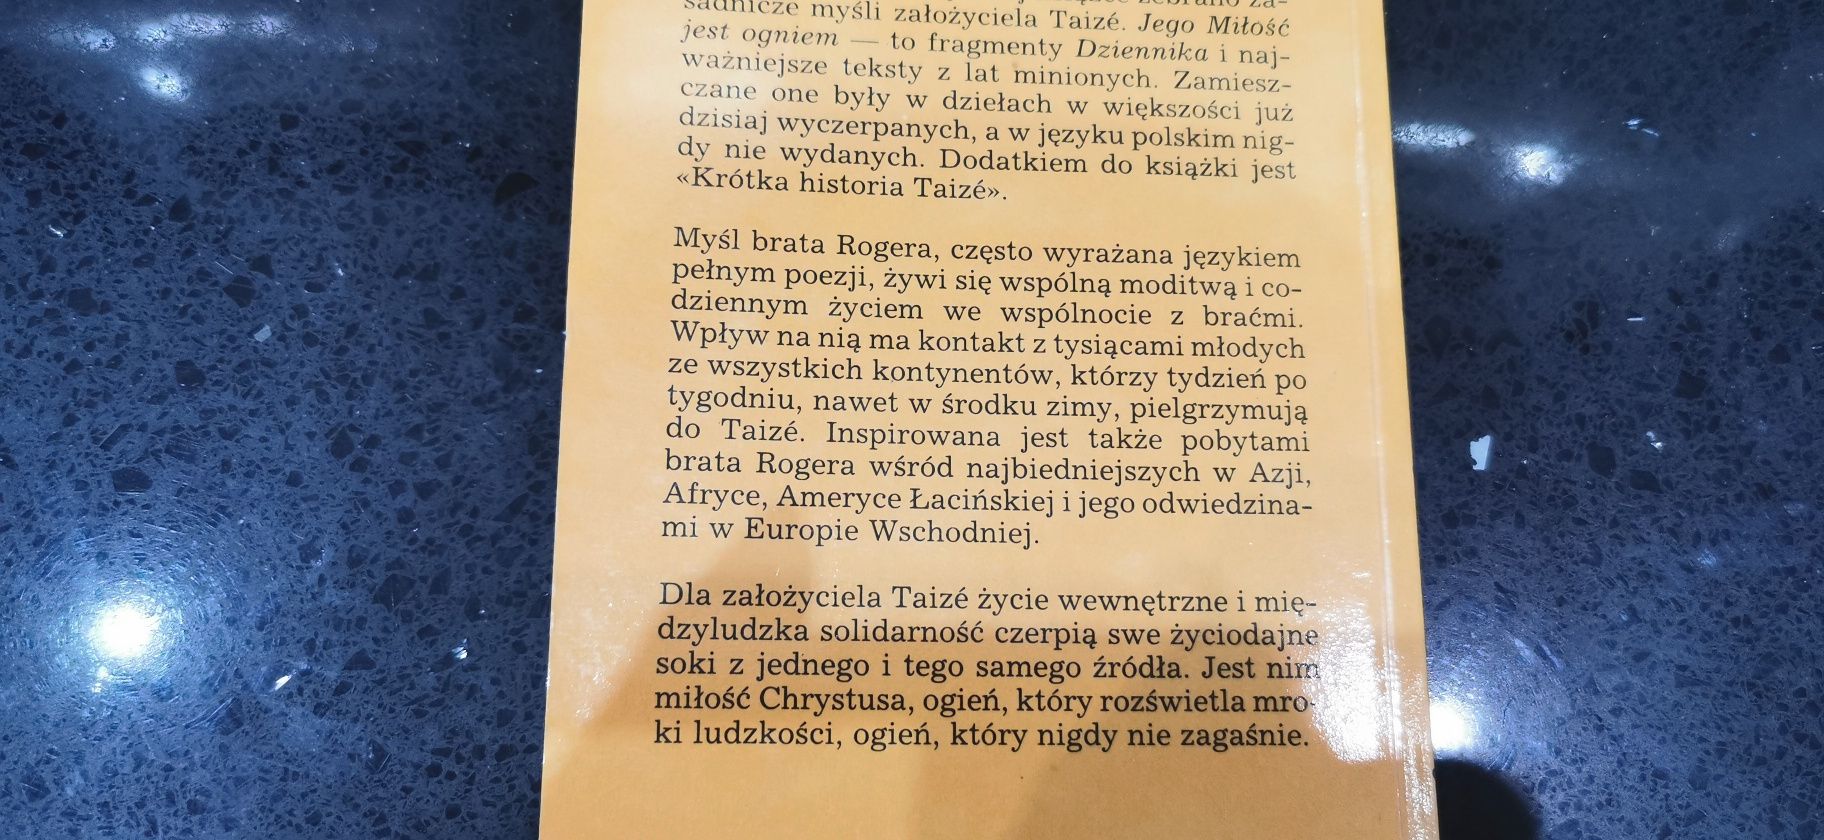 sadnicze myśli założyciela Taizé. Jego Miłość
jest ogniem — to fragmenty Dziennika i naj-
ważniejsze teksty z lat minionych. Zamiesz-
czane one były w dziełach w większości już
dzisiaj wyczerpanych, a w języku polskim nig-
dy nie wydanych. Dodatkiem do książki jest
«Krótka historia Taizé».
Myśl brata Rogera, często wyrażana językiem
pełnym poezji, żywi się wspólną moditwą i co-
dziennym życiem we wspólnocie z braćmi.
Wpływ na nią ma kontakt z tysiącami młodych
ze wszystkich kontynentów, którzy tydzień po
tygodniu, nawet w środku zimy, pielgrzymują
do Taizé. Inspirowana jest także pobytami
brata Rogera wśród najbiedniejszych w Azji,
Afryce, Ameryce Łacińskiej i jego odwiedzina-
mi w Europie Wschodniej.
Dla założyciela Taizé życie wewnętrzne i mię-
dzyludzka solidarność czerpią swe życiodajne
soki z jednego i tego samego źródła. Jest nim
miłość Chrystusa, ogień, który rozświetla mro-
ki ludzkości, ogień, który nigdy nie zagaśnie.